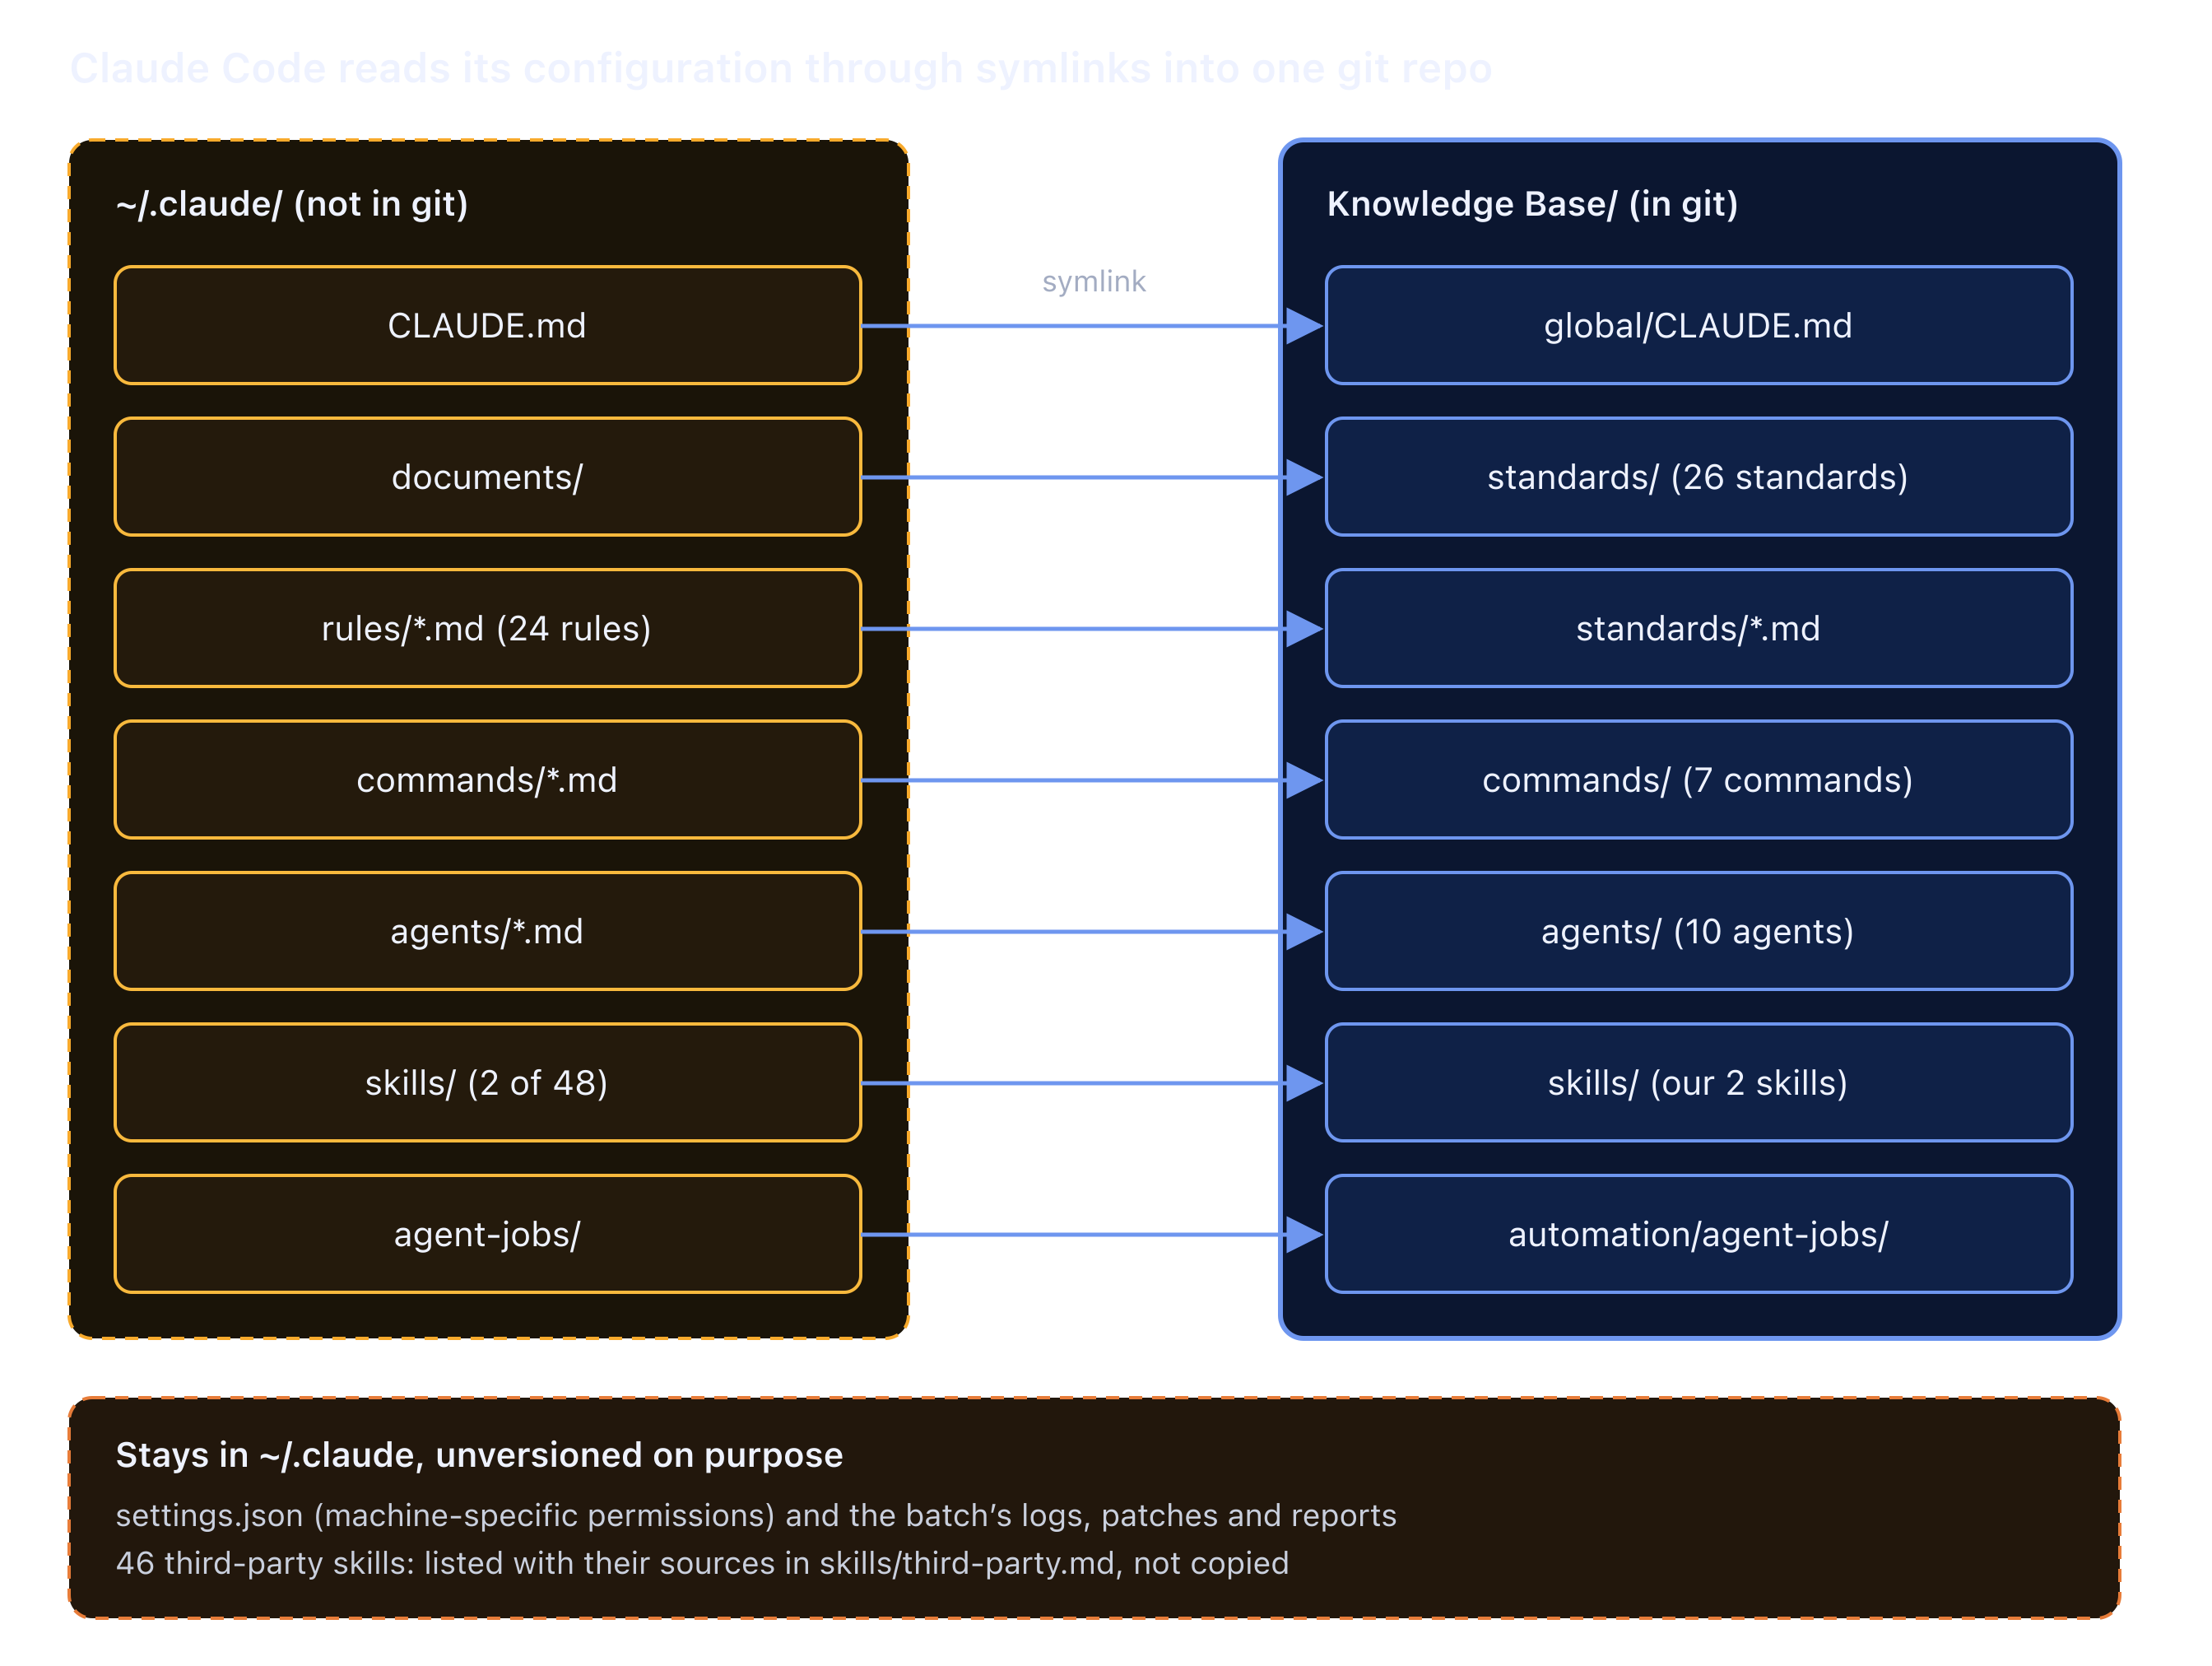 Claude Code reads its configuration through symlinks into one git repo
~/.claude/ (not in git)
Knowledge Base/ (in git)
symlink
CLAUDE.md
global/CLAUDE.md
documents/
standards/ (26 standards)
rules/*.md (24 rules)
standards/*.md
commands/*.md
commands/ (7 commands)
agents/*.md
agents/ (10 agents)
skills/ (2 of 48)
skills/ (our 2 skills)
agent-jobs/
automation/agent-jobs/
Stays in ~/.claude, unversioned on purpose
settings.json (machine-specific permissions) and the batch’s logs, patches and reports
46 third-party skills: listed with their sources in skills/third-party.md, not copied